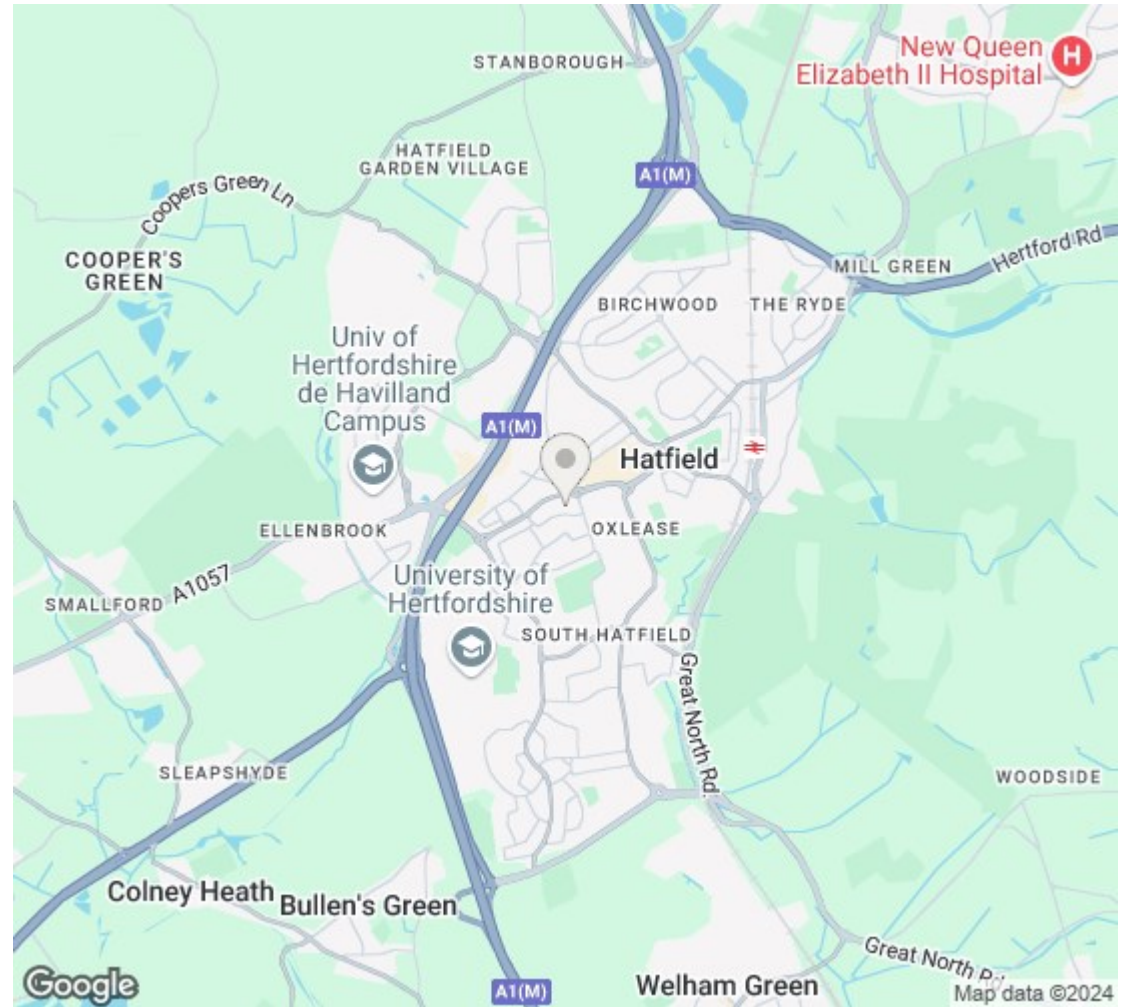 STANBOROUGH
New Queen
Elizabeth II Hospital
H
HATFIELD
GARDEN VILLAGE
A1(M)
Coopers Green Ln
COOPER'S
GREEN
Hertford Rd
MILL GREEN
BIRCHWOOD
THE RYDE
Univ of
Hertfordshire
de Havilland
Campus
A1(M)
Hatfield
ELLENBROOK
OXLEASE
A1057
SMALLFORD
University of
Hertfordshire
SOUTH HATFIELD
Great North Rd
SLEAPSHYDE
WOODSIDE
Colney Heath
Bullen's Green
Great North Rd
Welham Green
A1(M)
Google
Map data ©2024